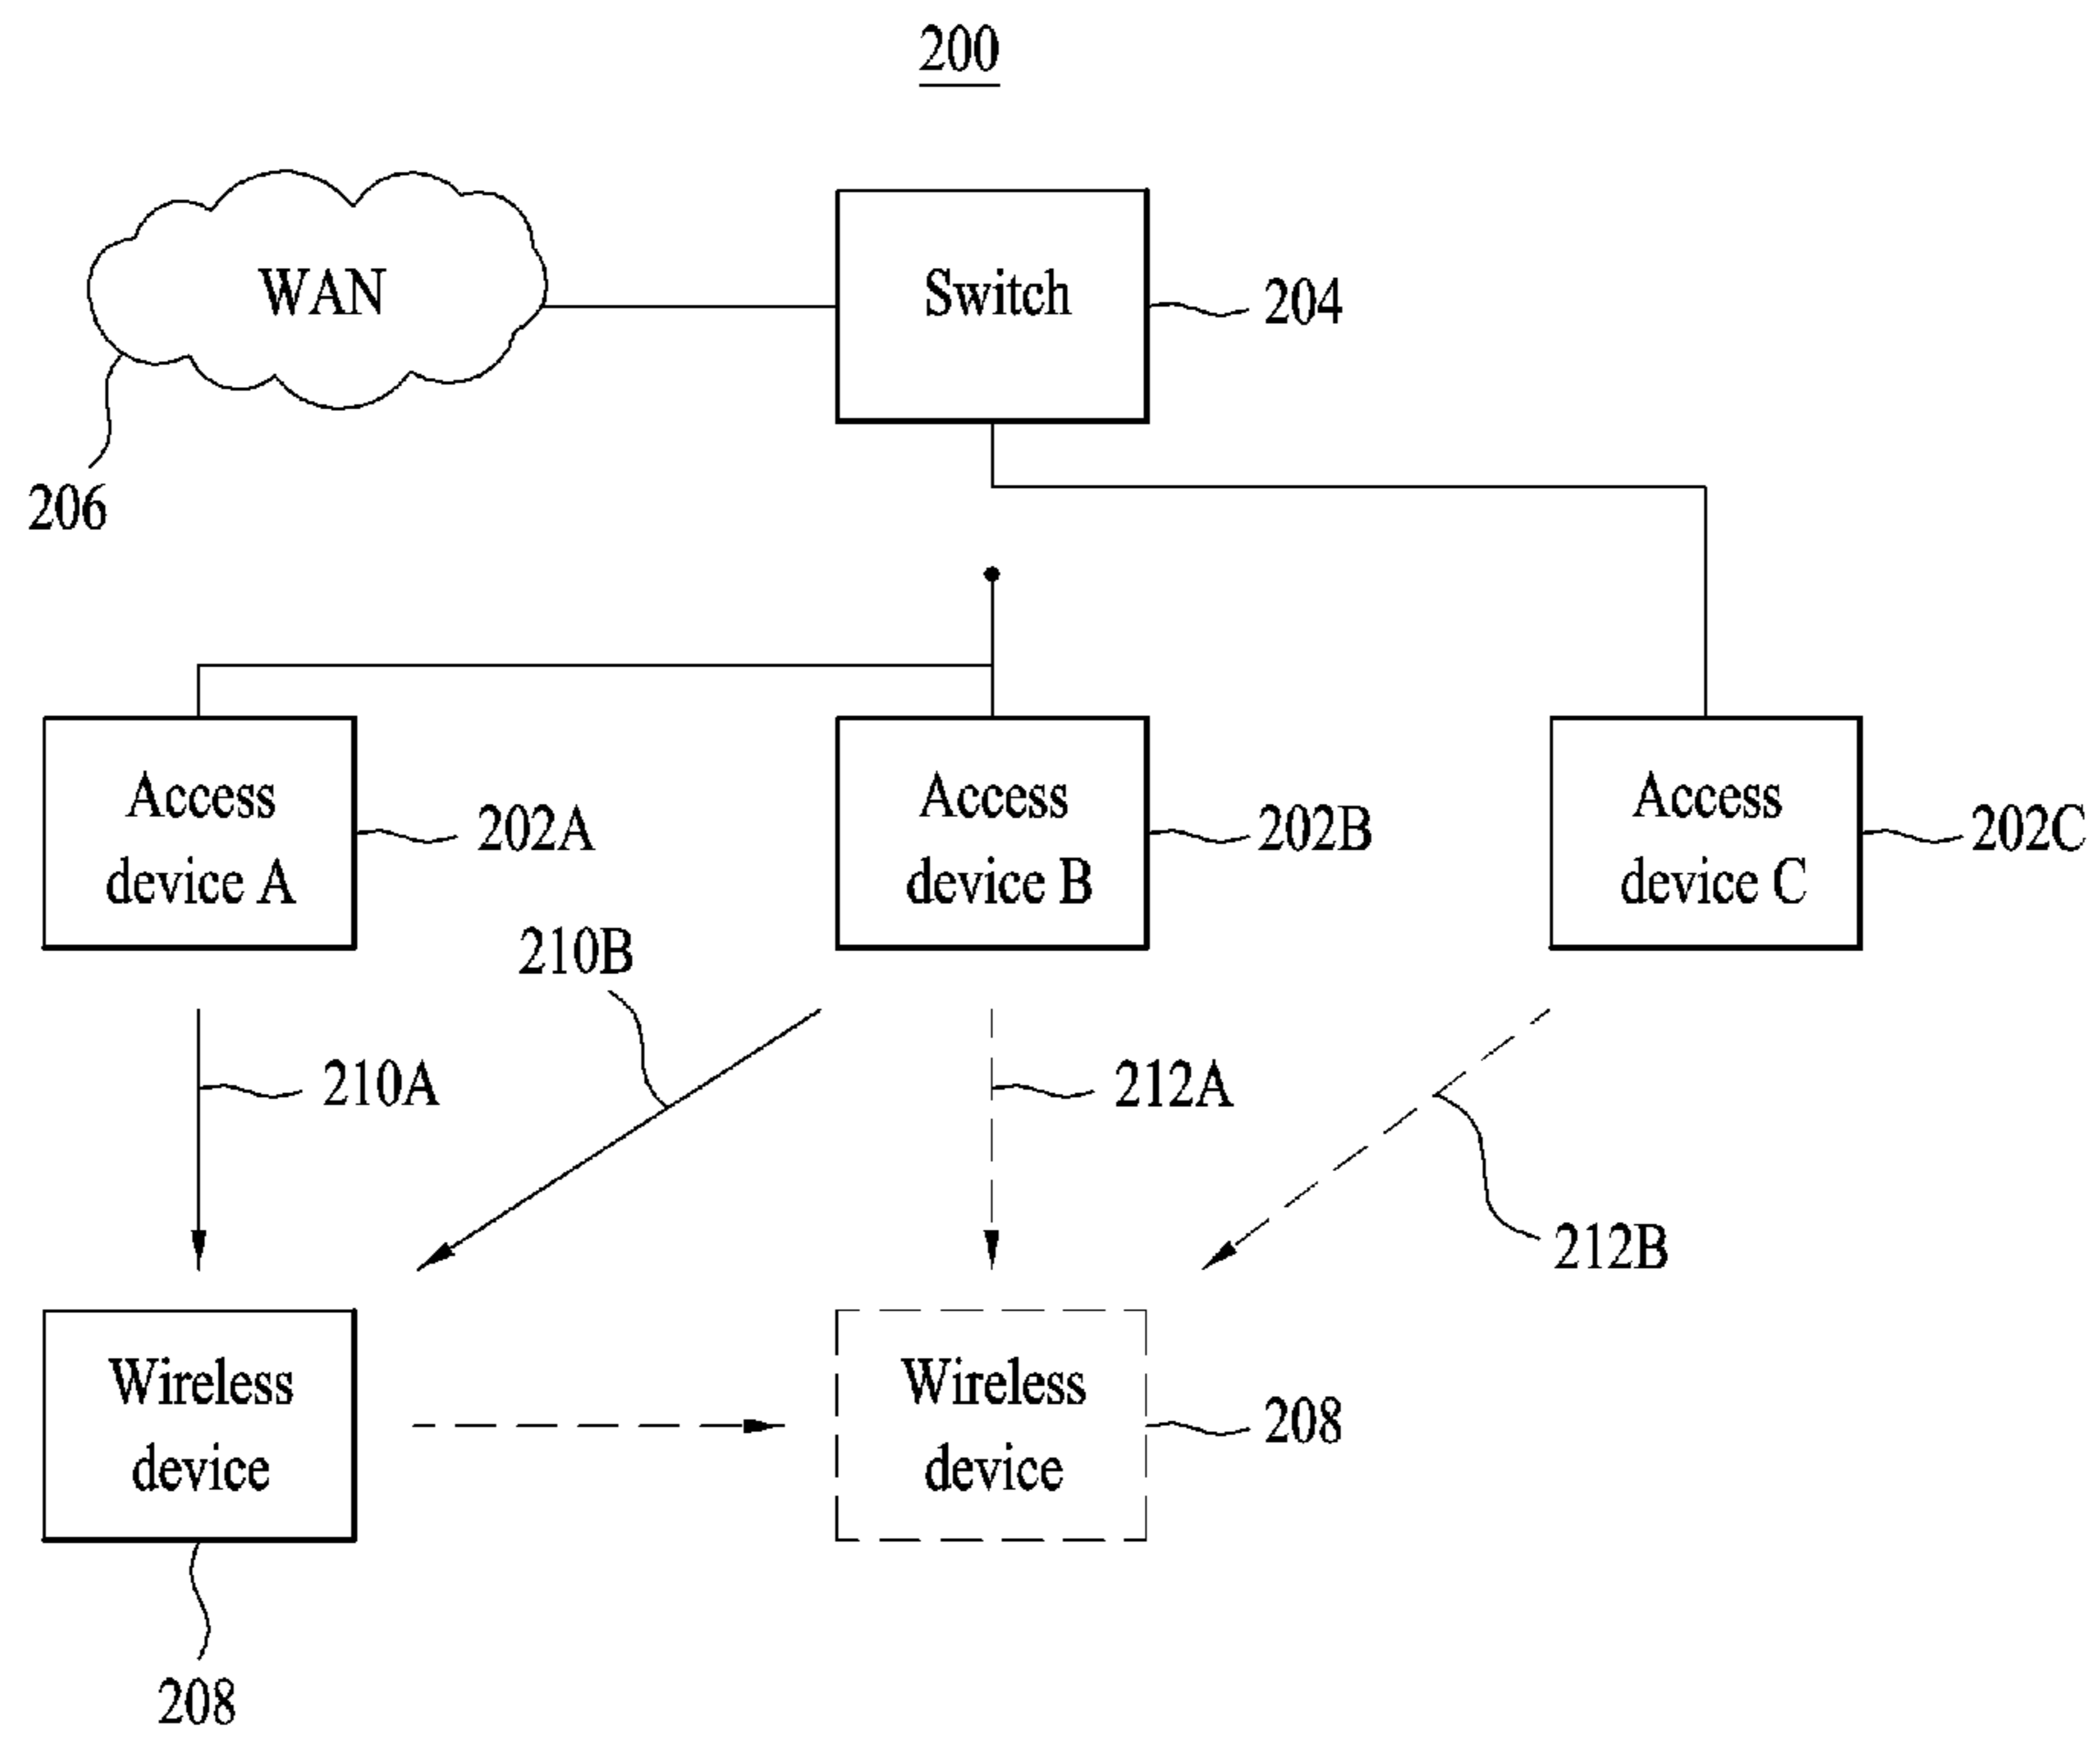 200
WAN
Switch
204
206
Access
device A
202A
Access
device B
202B
Access
device C
202C
210B
210A
212A
212B
Wireless
device
Wireless
device
208
208